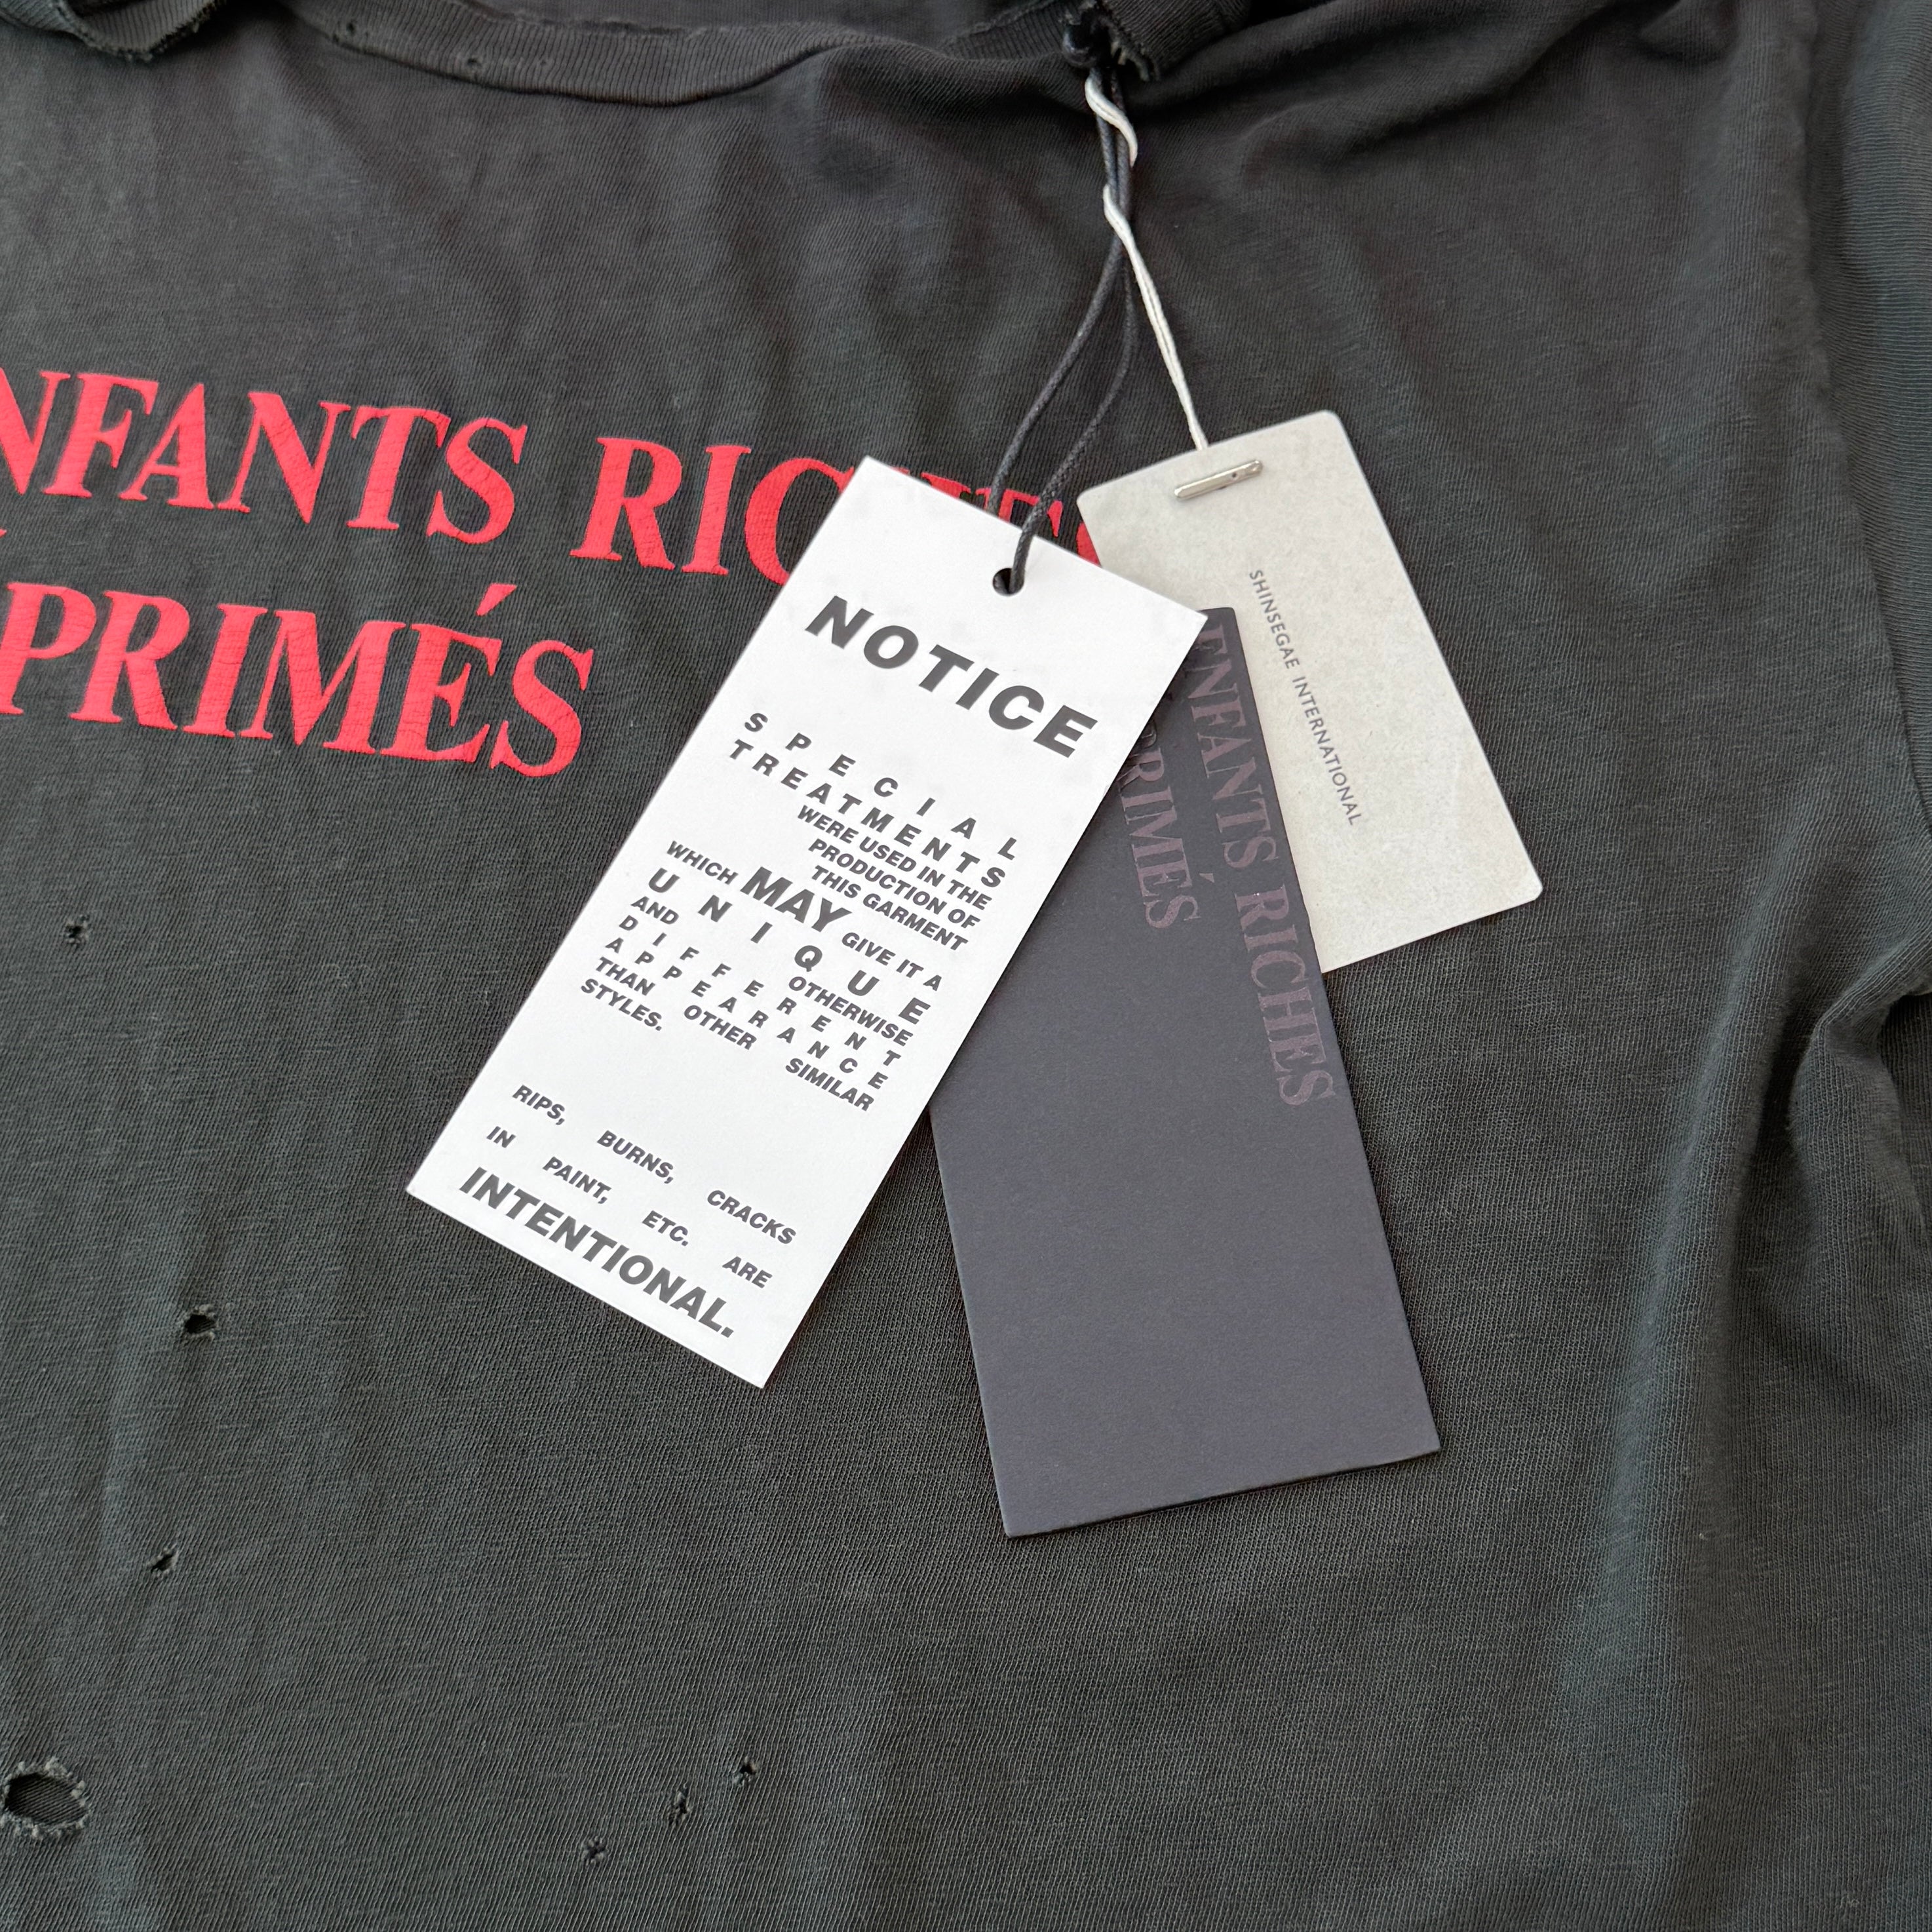 NFANTS RICHES
PRIMÉS
NOTICE
SPECIAL
TREATMENTS
WERE USED IN THE
PRODUCTION OF
THIS GARMENT
WHICH MAY GIVE IT A
UNIQUE
AND OTHERWISE
DIFFERENT
APPEARANCE
THAN OTHER SIMILAR
STYLES.
RIPS, BURNS, CRACKS
IN PAINT, ETC. ARE
INTENTIONAL.
ENFANTS RICHES
PRIMÉS
SHINSEGAE INTERNATIONAL